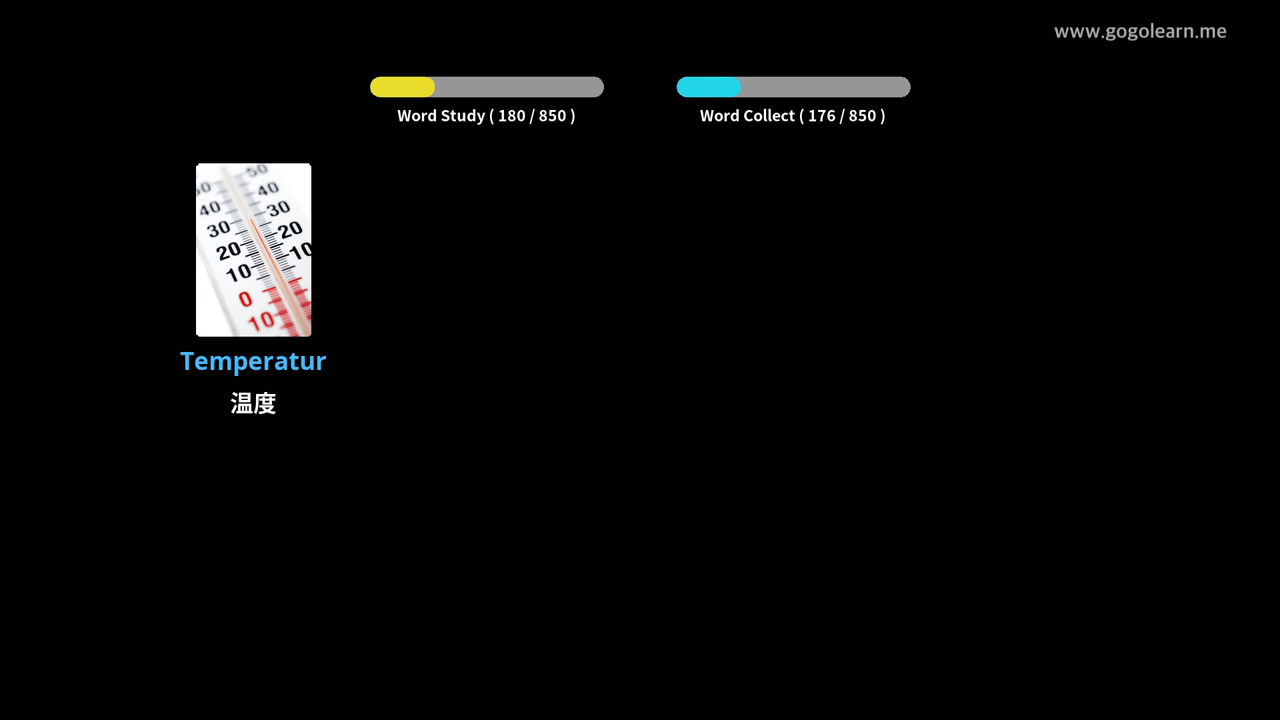 www.gogolearn.me
Word Study ( 180 / 850 )
Word Collect ( 176 / 850 )
50
40 40
30 30
20 20
10 10
0
10
Temperatur
温度